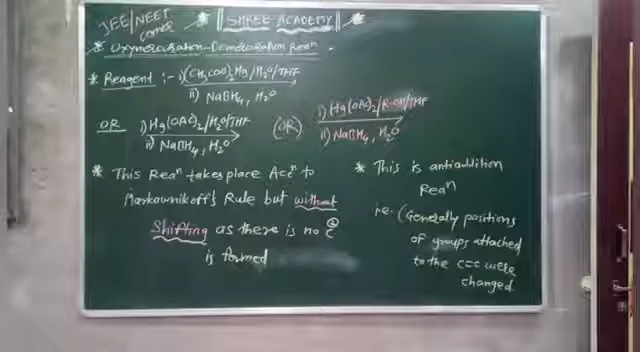 JEE/NEET
corner
* || SHREE ACADEMY || *
* Oxymercuration-Demercuration Reaⁿ.
* Reagent :- i) (CH₃COO)₂Hg/H₂O/THF
ii) NaBH₄, H₂O
OR i) Hg(OAc)₂/H₂O/THF
ii) NaBH₄, H₂O
(OR) i) Hg(OAc)₂/ROH/THF
ii) NaBH₄, H₂O
* This Reaⁿ takes place Accⁿ to
Markownikoff's Rule but without
Shifting as there is no C⊕
is formed
* This is antiaddition
Reaⁿ
i.e. (Generally positions
of groups attached
to the C=C were
changed.